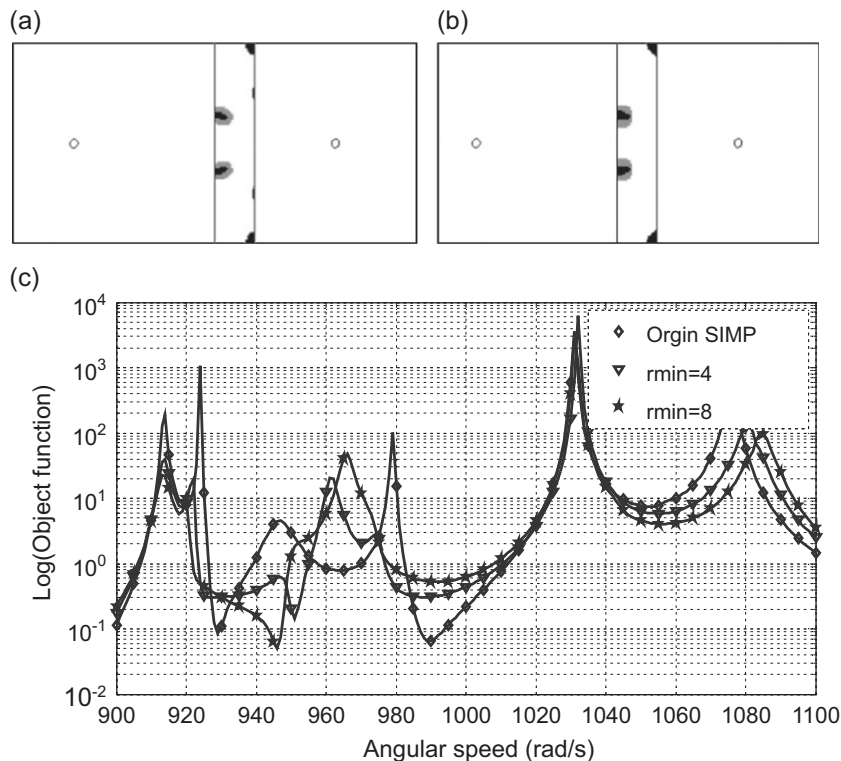 (a)
(b)
(c)
Log(Object function)
10^4
10^3
10^2
10^1
10^0
10^-1
10^-2
Orgin SIMP
rmin=4
rmin=8
900 920 940 960 980 1000 1020 1040 1060 1080 1100
Angular speed (rad/s)